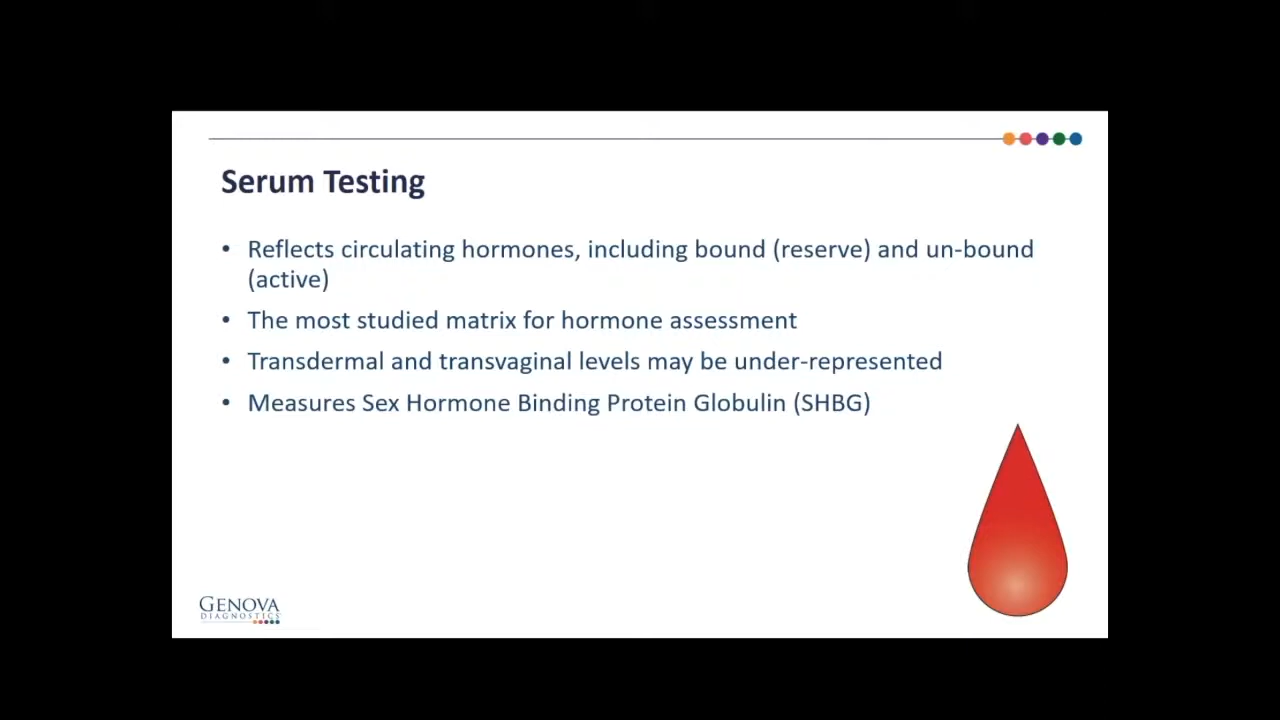 Serum Testing
• Reflects circulating hormones, including bound (reserve) and un-bound
(active)
• The most studied matrix for hormone assessment
• Transdermal and transvaginal levels may be under-represented
• Measures Sex Hormone Binding Protein Globulin (SHBG)
GENOVA
DIAGNOSTICS